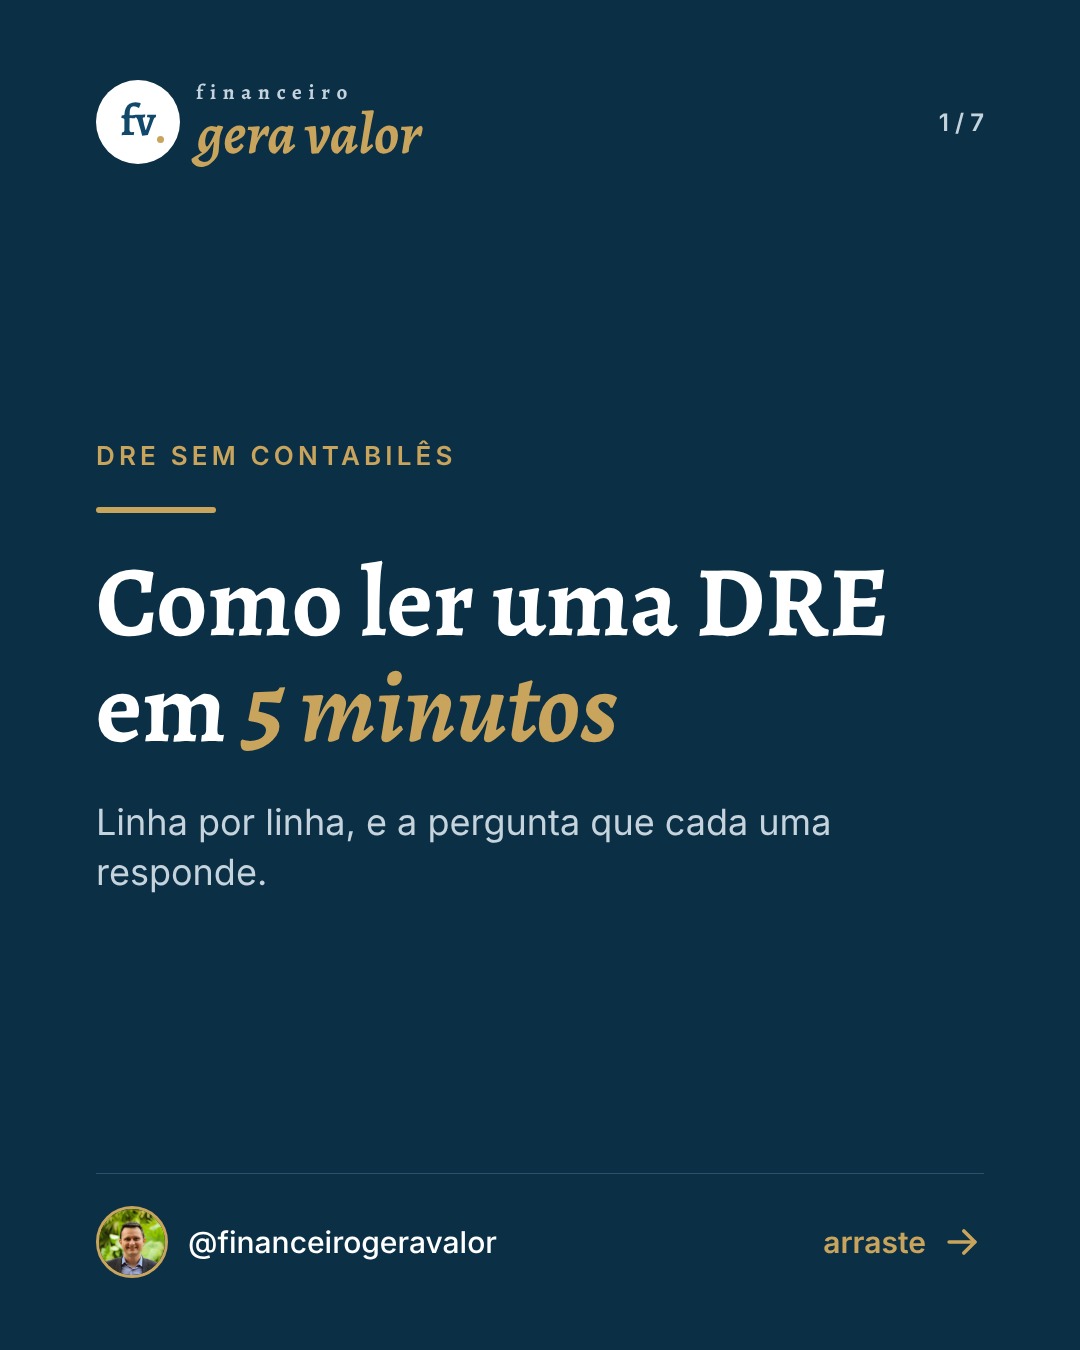 fv.
financeiro
gera valor
1/7
DRE SEM CONTABILÊS
Como ler uma DRE
em 5 minutos
Linha por linha, e a pergunta que cada uma
responde.
@financeirogeravalor
arraste →